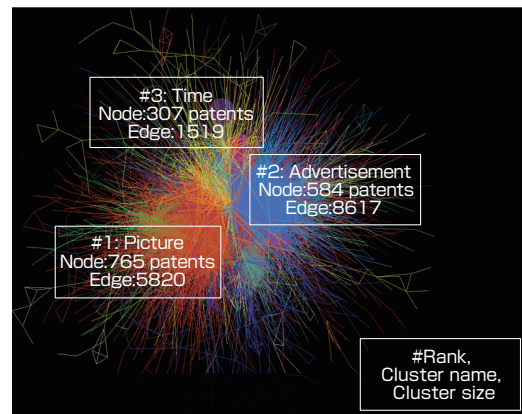 #3: Time
Node:307 patents
Edge:1519
#2: Advertisement
Node:584 patents
Edge:8617
#1: Picture
Node:765 patents
Edge:5820
#Rank,
Cluster name,
Cluster size